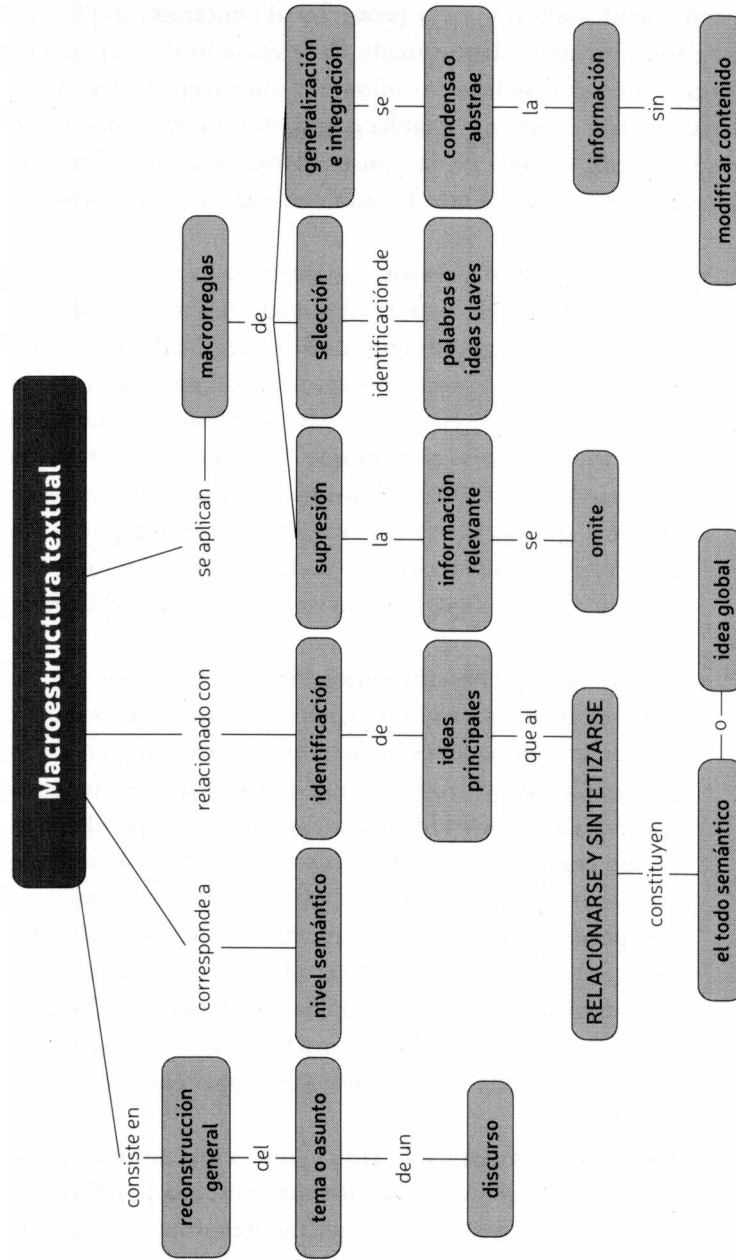 Macroestructura textual
consiste en
reconstrucción
general
del
tema o asunto
de un
discurso
corresponde a
nivel semántico
relacionado con
identificación
de
ideas
principales
que al
RELACIONARSE Y SINTETIZARSE
constituyen
el todo semántico
o
idea global
se aplican
macrorreglas
de
supresión
la
información
relevante
se
omite
selección
identificación de
palabras e
ideas claves
generalización
e integración
se
condensa o
abstrae
la
información
sin
modificar contenido